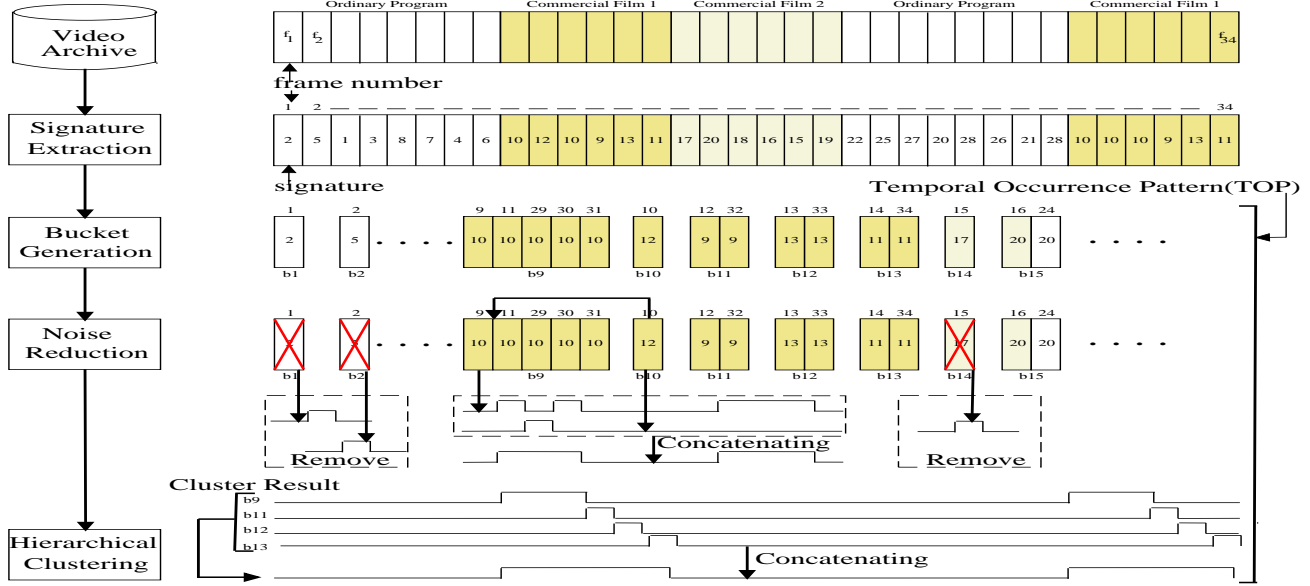 Ordinary Program Commercial Film 1 Commercial Film 2 Ordinary Program Commercial Film 1
Video
Archive
f1 f2 f34
frame number
1 2 34
Signature
Extraction
2 5 1 3 8 7 4 6 10 12 10 9 13 11 17 20 18 16 15 19 22 25 27 20 28 26 21 28 10 10 10 9 13 11
signature
Temporal Occurrence Pattern(TOP)
Bucket
Generation
1 2 9 11 29 30 31 10 12 32 13 33 14 34 15 16 24
2 5 10 10 10 10 10 12 9 9 13 13 11 11 17 20 20
b1 b2 b9 b10 b11 b12 b13 b14 b15
Noise
Reduction
1 2 9 11 29 30 31 10 12 32 13 33 14 34 15 16 24
10 10 10 10 10 12 9 9 13 13 11 11 17 20 20
b1 b2 b9 b10 b11 b12 b13 b14 b15
Remove
Concatenating
Remove
Cluster Result
b9
b11
b12
b13
Hierarchical
Clustering
Concatenating